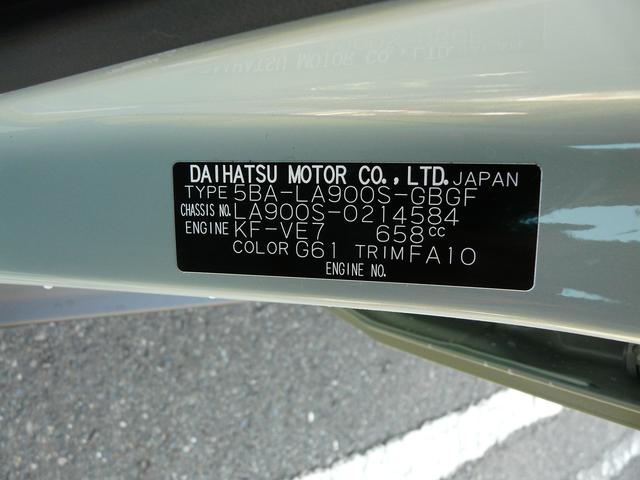 DAIHATSU MOTOR CO., LTD. JAPAN
TYPE 5BA-LA900S-GBGF
CHASSIS NO. LA900S-0214584
ENGINE KF-VE7 658cc
COLOR G61 TRIM FA10
ENGINE NO.